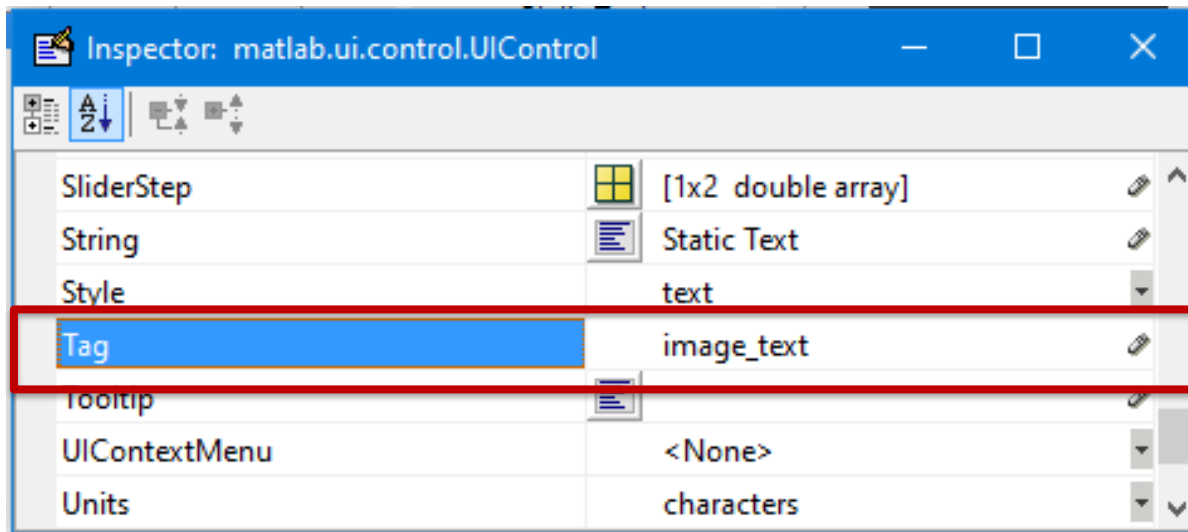 Inspector: matlab.ui.control.UIControl
SliderStep [1x2 double array]
String Static Text
Style text
Tag image_text
Tooltip
UIContextMenu <None>
Units characters